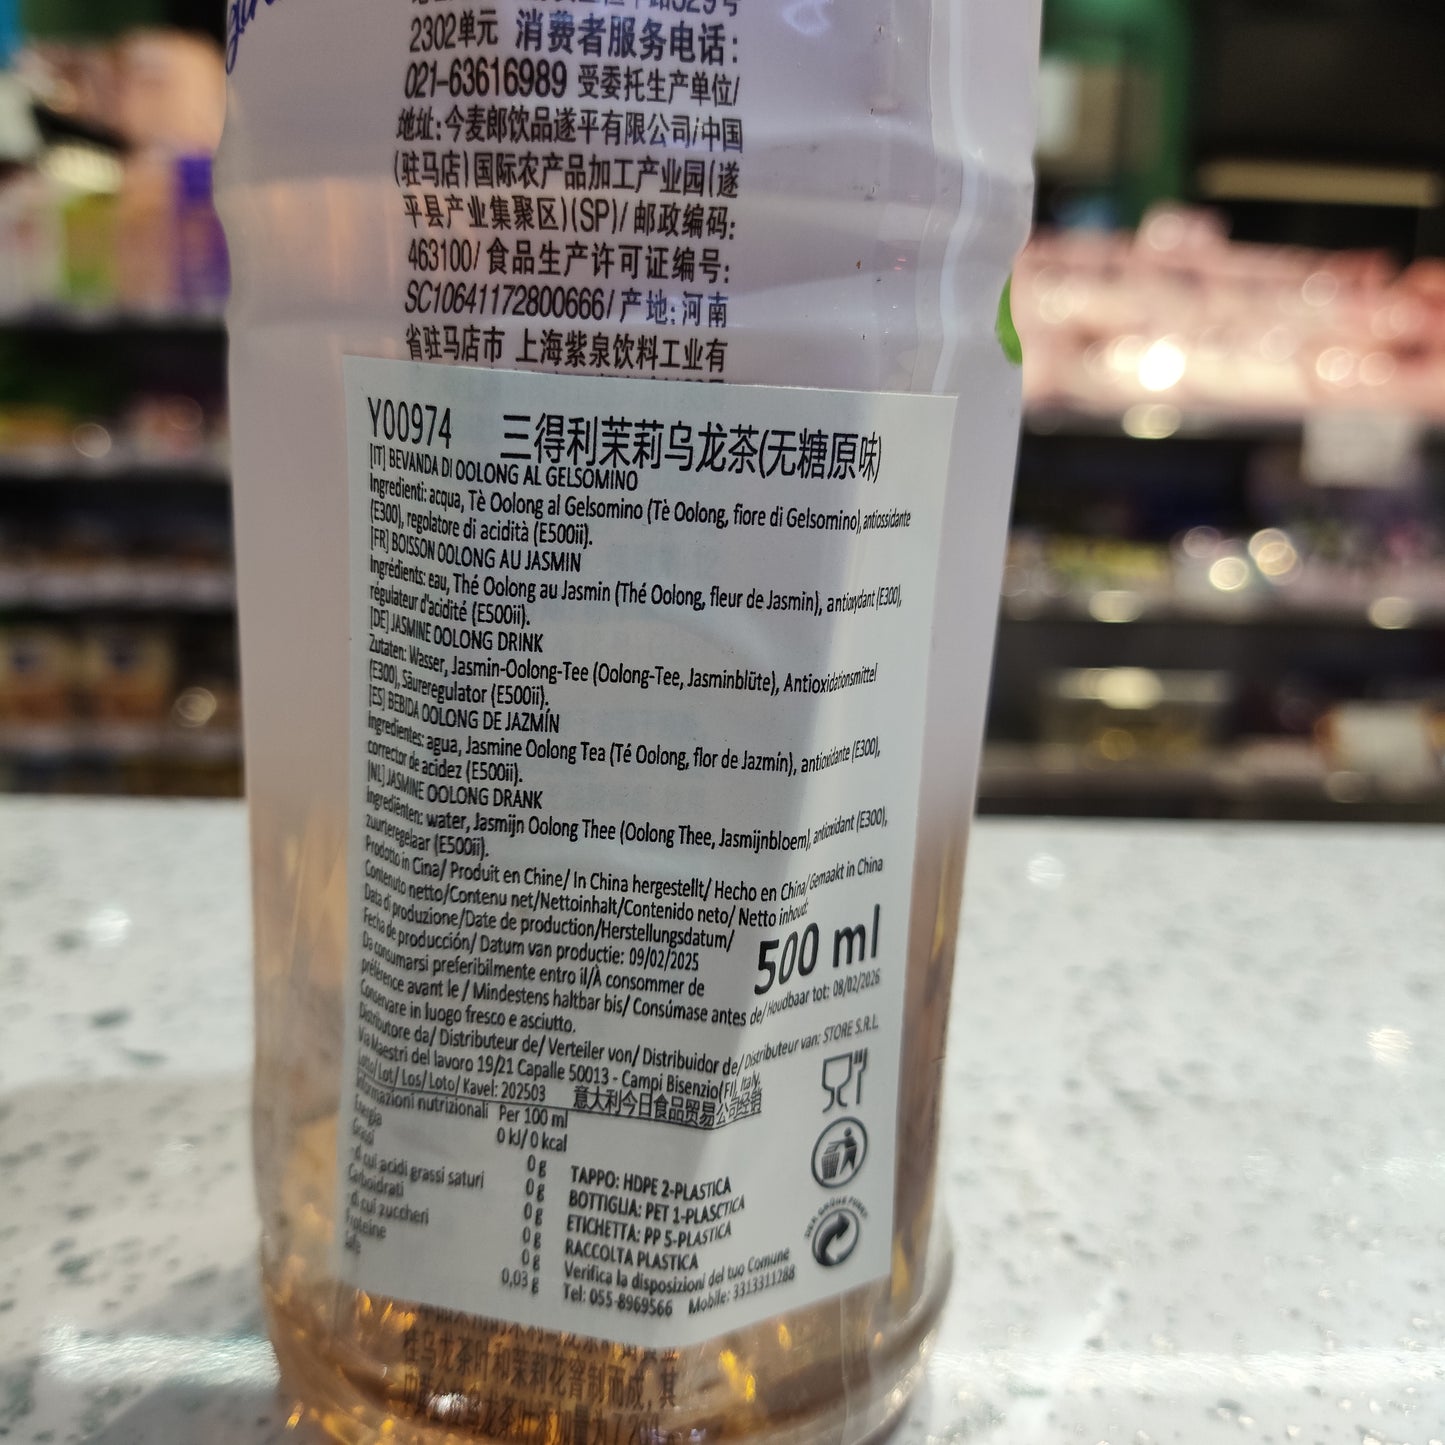 2302单元 消费者服务电话:
021-63616989 受委托生产单位/
地址:今麦郎饮品遂平有限公司/中国
(驻马店)国际农产品加工产业园(遂
平县产业集聚区)(SP)/邮政编码:
463100/食品生产许可证编号:
SC10641172800666/产地:河南
省驻马店市 上海紫泉饮料工业有
Y00974 三得利茉莉乌龙茶(无糖原味)
[IT] BEVANDA DI OOLONG AL GELSOMINO
Ingredienti: acqua, Tè Oolong al Gelsomino (Tè Oolong, fiore di Gelsomino), antiossidante
(E300), regolatore di acidità (E500ii).
[FR] BOISSON OOLONG AU JASMIN
Ingrédients: eau, Thé Oolong au Jasmin (Thé Oolong, fleur de Jasmin), antioxydant (E300),
régulateur d'acidité (E500ii).
[DE] JASMINE OOLONG DRINK
Zutaten: Wasser, Jasmin-Oolong-Tee (Oolong-Tee, Jasminblüte), Antioxidationsmittel
(E300), Säureregulator (E500ii).
[ES] BEBIDA OOLONG DE JAZMÍN
Ingredientes: agua, Jasmine Oolong Tea (Té Oolong, flor de Jazmín), antioxidante (E300),
corrector de acidez (E500ii).
[NL] JASMINE OOLONG DRANK
Ingrediënten: water, Jasmijn Oolong Thee (Oolong Thee, Jasmijnbloem), antioxidant (E300),
zuurteregelaar (E500ii).
Prodotto in Cina/ Produit en Chine/ In China hergestellt/ Hecho en China/ Gemaakt in China
Contenuto netto/Contenu net/Nettoinhalt/Contenido neto/ Netto inhoud:
500 ml
Data di produzione/Date de production/Herstellungsdatum/
Fecha de producción/ Datum van productie: 09/02/2025
Da consumarsi preferibilmente entro il/À consommer de
préférence avant le / Mindestens haltbar bis/ Consúmase antes de/ Houdbaar tot: 08/02/2026
Conservare in luogo fresco e asciutto.
Distributore da/ Distributeur de/ Verteiler von/ Distribuidor de/ Distributeur van: STORE S.R.L.
Via Maestri del lavoro 19/21 Capalle 50013 - Campi Bisenzio(FI), Italy.
Lotto/ Lot/ Los/ Loto/ Kavel: 202503 意大利今日食品贸易公司经销
Informazioni nutrizionali Per 100 ml
Energia 0 kJ/ 0 kcal
Grassi 0 g
-di cui acidi grassi saturi 0 g
Carboidrati 0 g
-di cui zuccheri 0 g
Proteine 0 g
Sale 0,03 g
TAPPO: HDPE 2-PLASTICA
BOTTIGLIA: PET 1-PLASCTICA
ETICHETTA: PP 5-PLASTICA
RACCOLTA PLASTICA
Verifica la disposizioni del tuo Comune
Tel: 055-8969566 Mobile: 3313311288
桂乌龙茶叶和茉莉花窨制而成,其